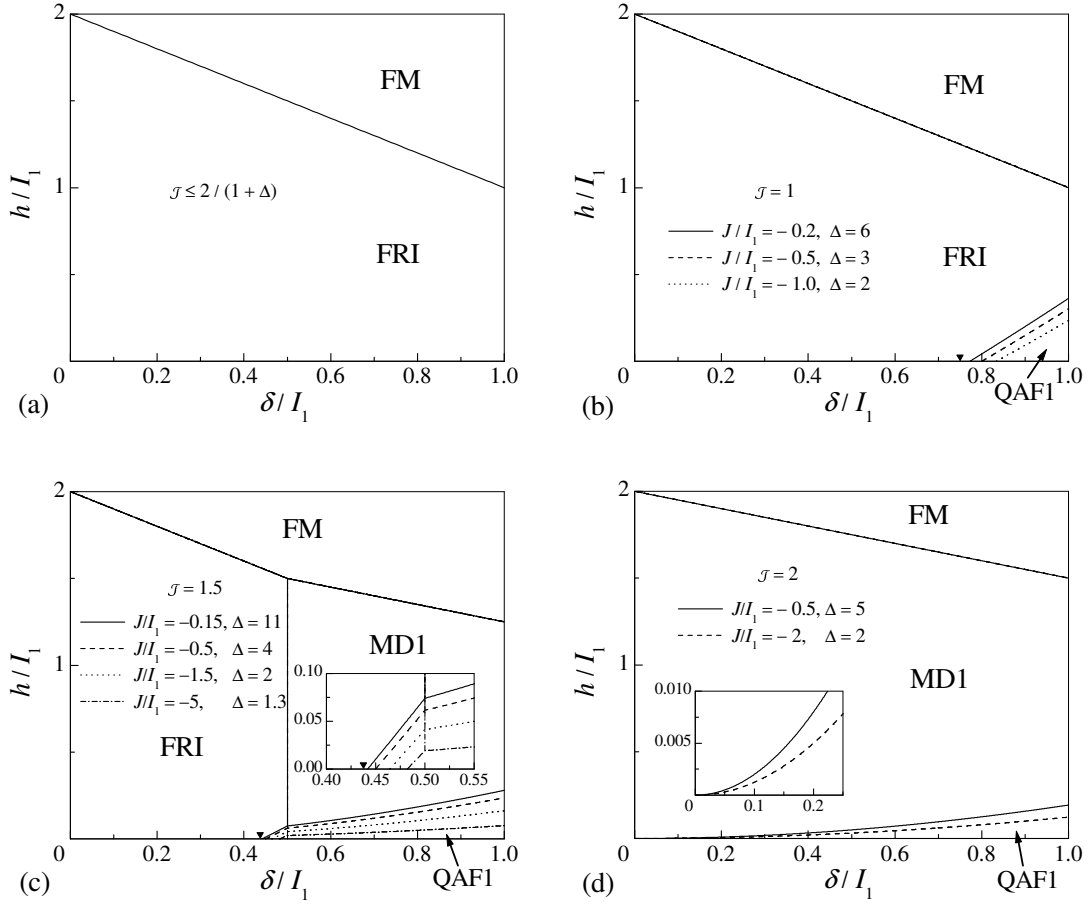 2
FM
h / I1
1
𝒥 ≤ 2 / (1 + Δ)
FRI
0
0.2
0.4
0.6
0.8
1.0
(a)
δ / I1
2
FM
h / I1
1
𝒥 = 1
J / I1 = − 0.2, Δ = 6
J / I1 = − 0.5, Δ = 3
J / I1 = − 1.0, Δ = 2
FRI
0
0.2
0.4
0.6
0.8
1.0
QAF1
(b)
δ / I1
2
FM
h / I1
𝒥 = 1.5
J/I1 = −0.15, Δ = 11
J/I1 = −0.5, Δ = 4
J/I1 = −1.5, Δ = 2
J/I1 = −5, Δ = 1.3
1
MD1
FRI
0.10
0.05
0.00
0.40
0.45
0.50
0.55
0
0.2
0.4
0.6
0.8
1.0
QAF1
(c)
δ / I1
2
FM
h / I1
𝒥 = 2
J/I1 = − 0.5, Δ = 5
J/I1 = − 2, Δ = 2
1
MD1
0.010
0.005
0
0.1
0.2
0
0.2
0.4
0.6
0.8
1.0
QAF1
(d)
δ / I1